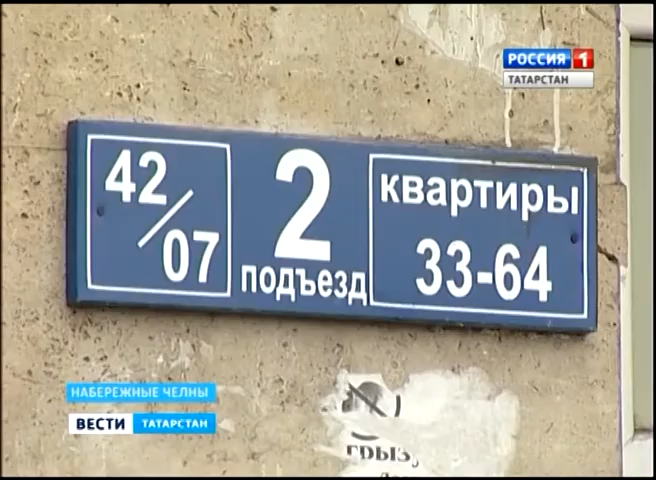 РОССИЯ 1
ТАТАРСТАН
42/07
2
подъезд
квартиры
33-64
НАБЕРЕЖНЫЕ ЧЕЛНЫ
ВЕСТИ ТАТАРСТАН